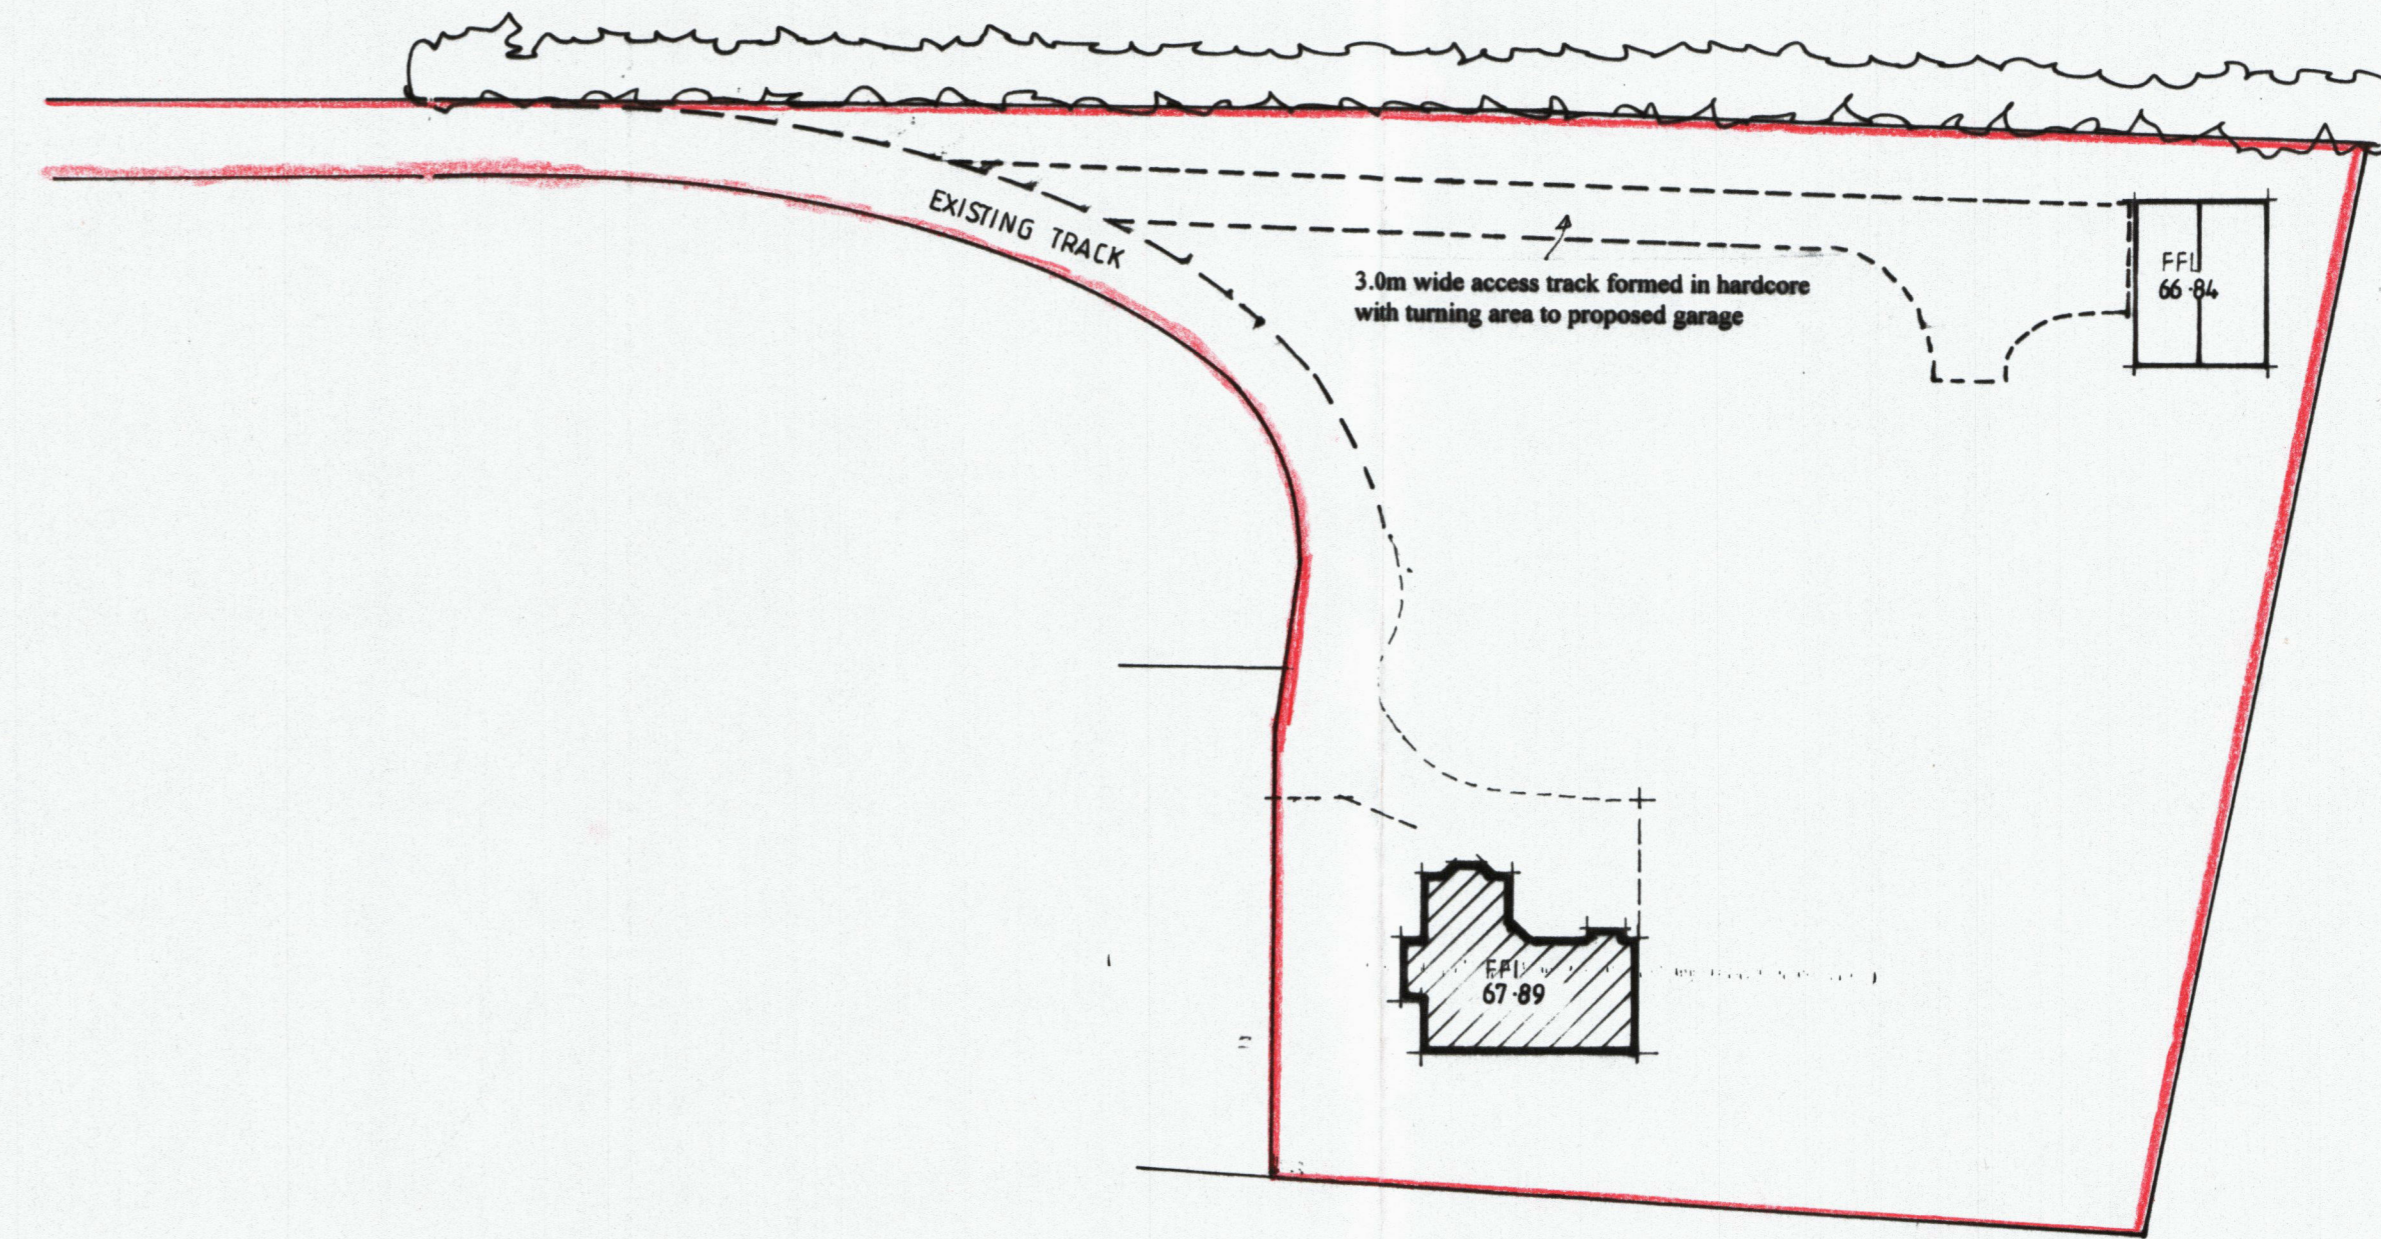 EXISTING TRACK
3.0m wide access track formed in hardcore
with turning area to proposed garage
FFL
66·84
FFL
67·89